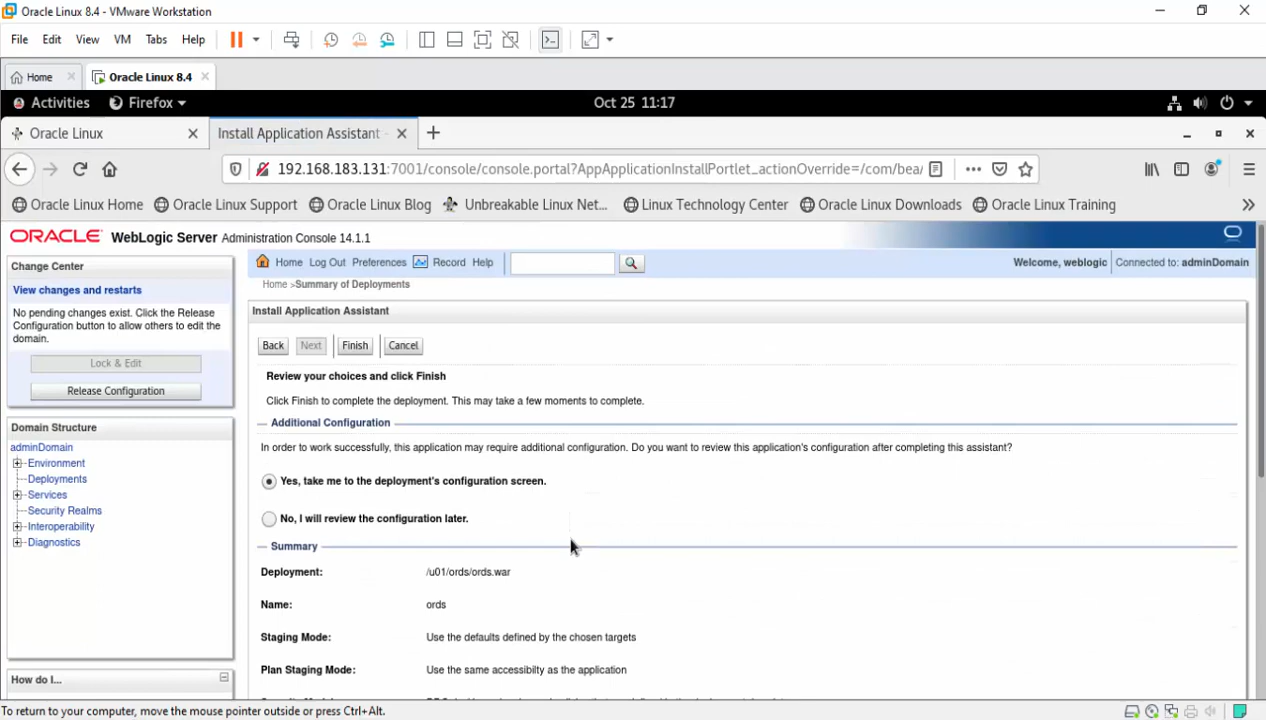 Oracle Linux 8.4 - VMware Workstation
File Edit View VM Tabs Help
Home Oracle Linux 8.4
Activities Firefox Oct 25 11:17
Oracle Linux Install Application Assistant -
192.168.183.131:7001/console/console.portal?AppApplicationInstallPortlet_actionOverride=/com/bea/
Oracle Linux Home Oracle Linux Support Oracle Linux Blog Unbreakable Linux Net... Linux Technology Center Oracle Linux Downloads Oracle Linux Training
ORACLE WebLogic Server Administration Console 14.1.1
Change Center
View changes and restarts
No pending changes exist. Click the Release
Configuration button to allow others to edit the
domain.
Lock & Edit
Release Configuration
Domain Structure
adminDomain
Environment
Deployments
Services
Security Realms
Interoperability
Diagnostics
How do I...
Home Log Out Preferences Record Help
Welcome, weblogic Connected to: adminDomain
Home >Summary of Deployments
Install Application Assistant
Back Next Finish Cancel
Review your choices and click Finish
Click Finish to complete the deployment. This may take a few moments to complete.
Additional Configuration
In order to work successfully, this application may require additional configuration. Do you want to review this application's configuration after completing this assistant?
Yes, take me to the deployment's configuration screen.
No, I will review the configuration later.
Summary
Deployment: /u01/ords/ords.war
Name: ords
Staging Mode: Use the defaults defined by the chosen targets
Plan Staging Mode: Use the same accessibilty as the application
To return to your computer, move the mouse pointer outside or press Ctrl+Alt.